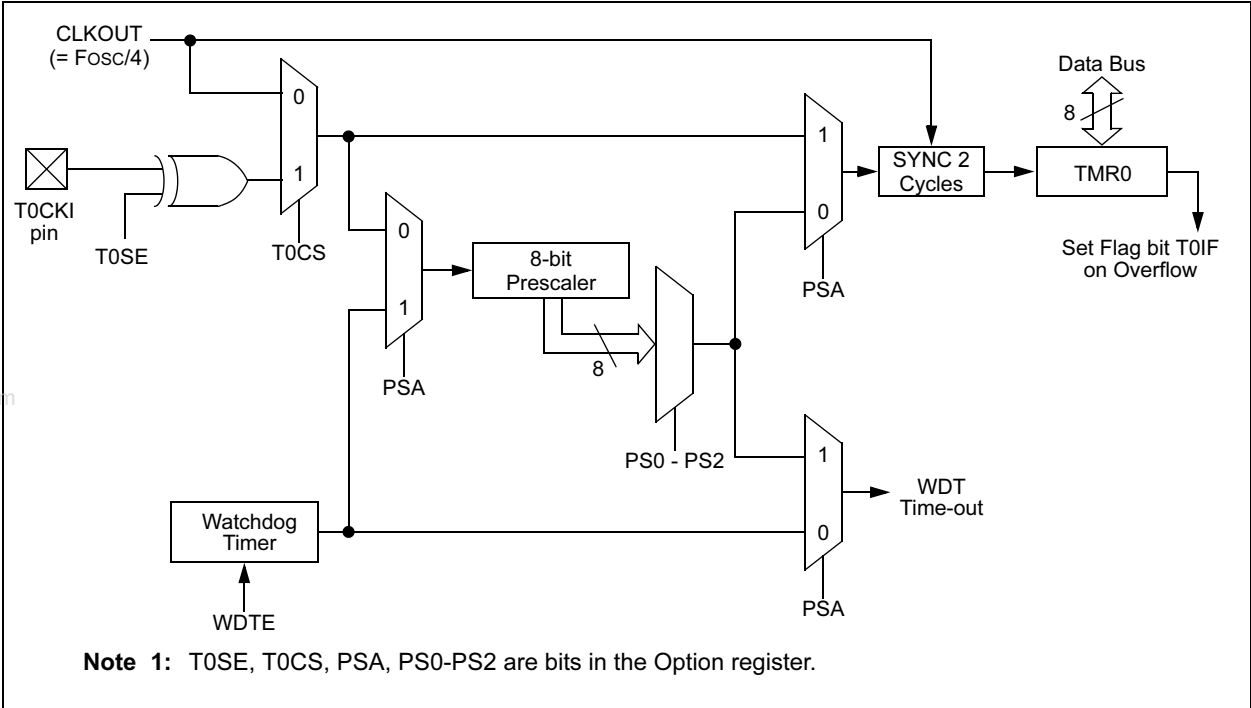 CLKOUT
(= FOSC/4)
0
1
T0CKI
pin
T0SE
T0CS
0
1
PSA
8-bit
Prescaler
8
PS0 - PS2
1
0
PSA
SYNC 2
Cycles
Data Bus
8
TMR0
Set Flag bit T0IF
on Overflow
1
0
PSA
WDT
Time-out
Watchdog
Timer
WDTE
m
Note 1: T0SE, T0CS, PSA, PS0-PS2 are bits in the Option register.